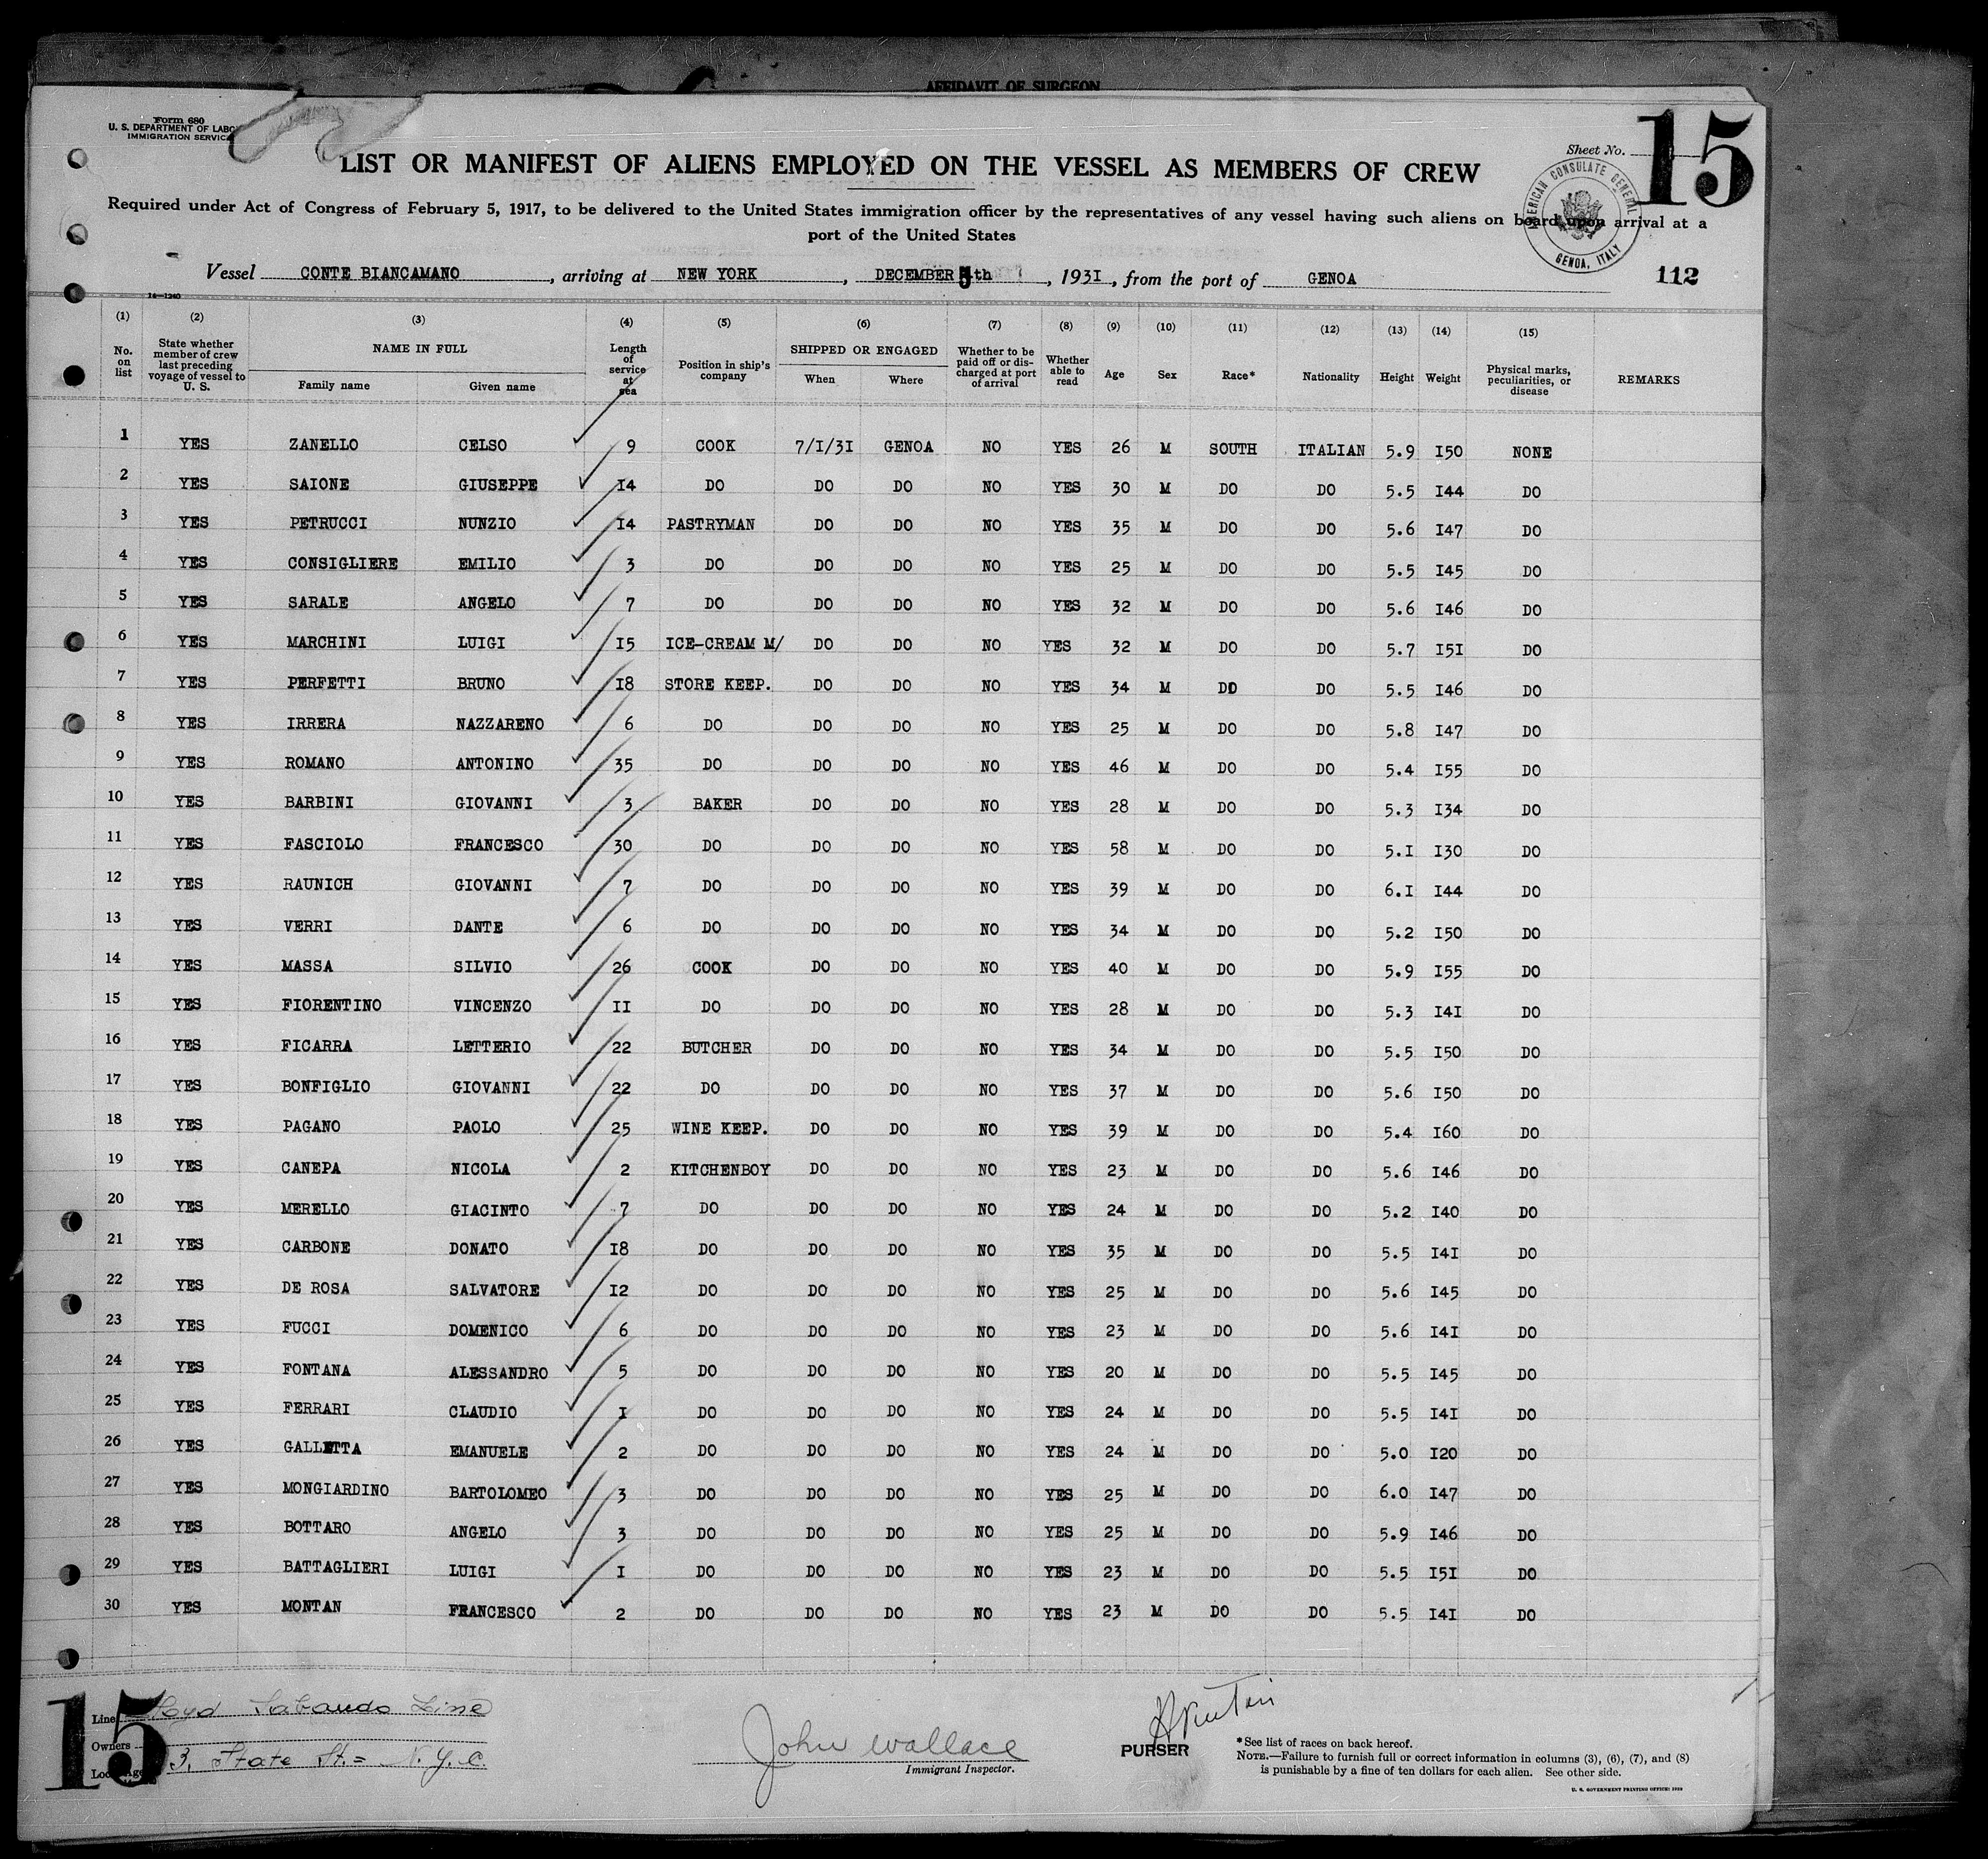 AFFIDAVIT OF SURGEON
Form 680
U. S. DEPARTMENT OF LABO
IMMIGRATION SERVICE
Sheet No. 15
LIST OR MANIFEST OF ALIENS EMPLOYED ON THE VESSEL AS MEMBERS OF CREW
AMERICAN CONSULATE GENERAL GENOA, ITALY
Required under Act of Congress of February 5, 1917, to be delivered to the United States immigration officer by the representatives of any vessel having such aliens on board upon arrival at a
port of the United States
Vessel CONTE BIANCAMANO, arriving at NEW YORK, DECEMBER 5th, 1931, from the port of GENOA
112
14—1240
(1) (2) (3) (4) (5) (6) (7) (8) (9) (10) (11) (12) (13) (14) (15)
No. on list State whether member of crew last preceding voyage of vessel to U. S. NAME IN FULL Family name Given name Length of service at sea Position in ship's company SHIPPED OR ENGAGED When Where Whether to be paid off or discharged at port of arrival Whether able to read Age Sex Race* Nationality Height Weight Physical marks, peculiarities, or disease REMARKS
1 YES ZANELLO CELSO 9 COOK 7/I/3I GENOA NO YES 26 M SOUTH ITALIAN 5.9 I50 NONE
2 YES SAIONE GIUSEPPE I4 DO DO DO NO YES 30 M DO DO 5.5 I44 DO
3 YES PETRUCCI NUNZIO I4 PASTRYMAN DO DO NO YES 35 M DO DO 5.6 I47 DO
4 YES CONSIGLIERE EMILIO 3 DO DO DO NO YES 25 M DO DO 5.5 I45 DO
5 YES SARALE ANGELO 7 DO DO DO NO YES 32 M DO DO 5.6 I46 DO
6 YES MARCHINI LUIGI I5 ICE-CREAM M/ DO DO NO YES 32 M DO DO 5.7 I5I DO
7 YES PERFETTI BRUNO I8 STORE KEEP. DO DO NO YES 34 M DO DO 5.5 I46 DO
8 YES IRRERA NAZZARENO 6 DO DO DO NO YES 25 M DO DO 5.8 I47 DO
9 YES ROMANO ANTONINO 35 DO DO DO NO YES 46 M DO DO 5.4 I55 DO
10 YES BARBINI GIOVANNI 3 BAKER DO DO NO YES 28 M DO DO 5.3 I34 DO
11 YES FASCIOLO FRANCESCO 30 DO DO DO NO YES 58 M DO DO 5.I I30 DO
12 YES RAUNICH GIOVANNI 7 DO DO DO NO YES 39 M DO DO 6.I I44 DO
13 YES VERRI DANTE 6 DO DO DO NO YES 34 M DO DO 5.2 I50 DO
14 YES MASSA SILVIO 26 COOK DO DO NO YES 40 M DO DO 5.9 I55 DO
15 YES FIORENTINO VINCENZO II DO DO DO NO YES 28 M DO DO 5.3 I4I DO
16 YES FICARRA LETTERIO 22 BUTCHER DO DO NO YES 34 M DO DO 5.5 I50 DO
17 YES BONFIGLIO GIOVANNI 22 DO DO DO NO YES 37 M DO DO 5.6 I50 DO
18 YES PAGANO PAOLO 25 WINE KEEP. DO DO NO YES 39 M DO DO 5.4 I60 DO
19 YES CANEPA NICOLA 2 KITCHENBOY DO DO NO YES 23 M DO DO 5.6 I46 DO
20 YES MERELLO GIACINTO 7 DO DO DO NO YES 24 M DO DO 5.2 I40 DO
21 YES CARBONE DONATO I8 DO DO DO NO YES 35 M DO DO 5.5 I4I DO
22 YES DE ROSA SALVATORE I2 DO DO DO NO YES 25 M DO DO 5.6 I45 DO
23 YES FUCCI DOMENICO 6 DO DO DO NO YES 23 M DO DO 5.6 I4I DO
24 YES FONTANA ALESSANDRO 5 DO DO DO NO YES 20 M DO DO 5.5 I45 DO
25 YES FERRARI CLAUDIO I DO DO DO NO YES 24 M DO DO 5.5 I4I DO
26 YES GALLETTA EMANUELE 2 DO DO DO NO YES 24 M DO DO 5.0 I20 DO
27 YES MONGIARDINO BARTOLOMEO 3 DO DO DO NO YES 25 M DO DO 6.0 I47 DO
28 YES BOTTARO ANGELO 3 DO DO DO NO YES 25 M DO DO 5.9 I46 DO
29 YES BATTAGLIERI LUIGI I DO DO DO NO YES 23 M DO DO 5.5 I5I DO
30 YES MONTAN FRANCESCO 2 DO DO DO NO YES 23 M DO DO 5.5 I4I DO
15
Line Lloyd Sabaudo Line
Owners
3, State St. = N.Y.C.
John Wallace
Immigrant Inspector.
PURSER
*See list of races on back hereof.
NOTE.—Failure to furnish full or correct information in columns (3), (6), (7), and (8)
is punishable by a fine of ten dollars for each alien. See other side.